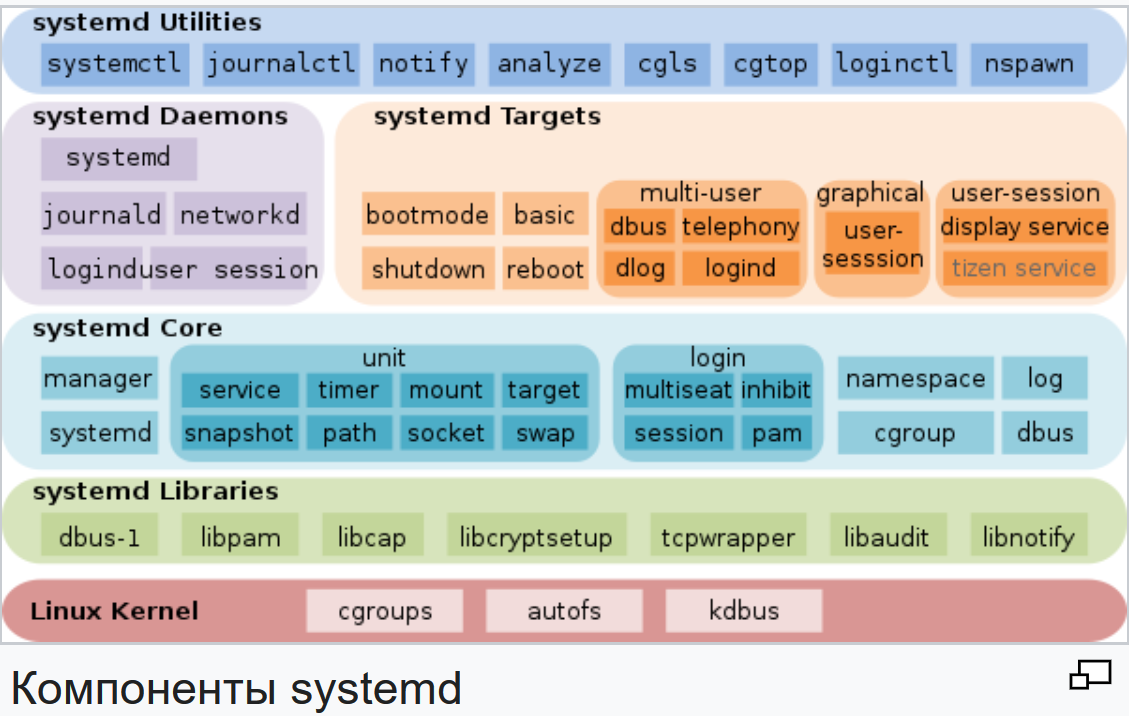 systemd Utilities
systemctl journalctl notify analyze cgls cgtop loginctl nspawn
systemd Daemons
systemd
journald networkd
logind user session
systemd Targets
bootmode basic
shutdown reboot
multi-user
dbus telephony
dlog logind
graphical
user-
sesssion
user-session
display service
tizen service
systemd Core
manager
systemd
unit
service timer mount target
snapshot path socket swap
login
multiseat inhibit
session pam
namespace log
cgroup dbus
systemd Libraries
dbus-1 libpam libcap libcryptsetup tcpwrapper libaudit libnotify
Linux Kernel cgroups autofs kdbus
Компоненты systemd